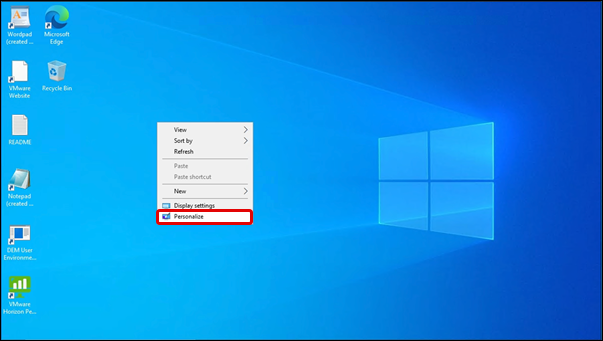 Wordpad
(created ...
Microsoft
Edge
VMware
Website
Recycle Bin
README
Notepad
(created ...
DEM User
Environme...
VMware
Horizon Pe...
View
Sort by
Refresh
Paste
Paste shortcut
New
Display settings
Personalize